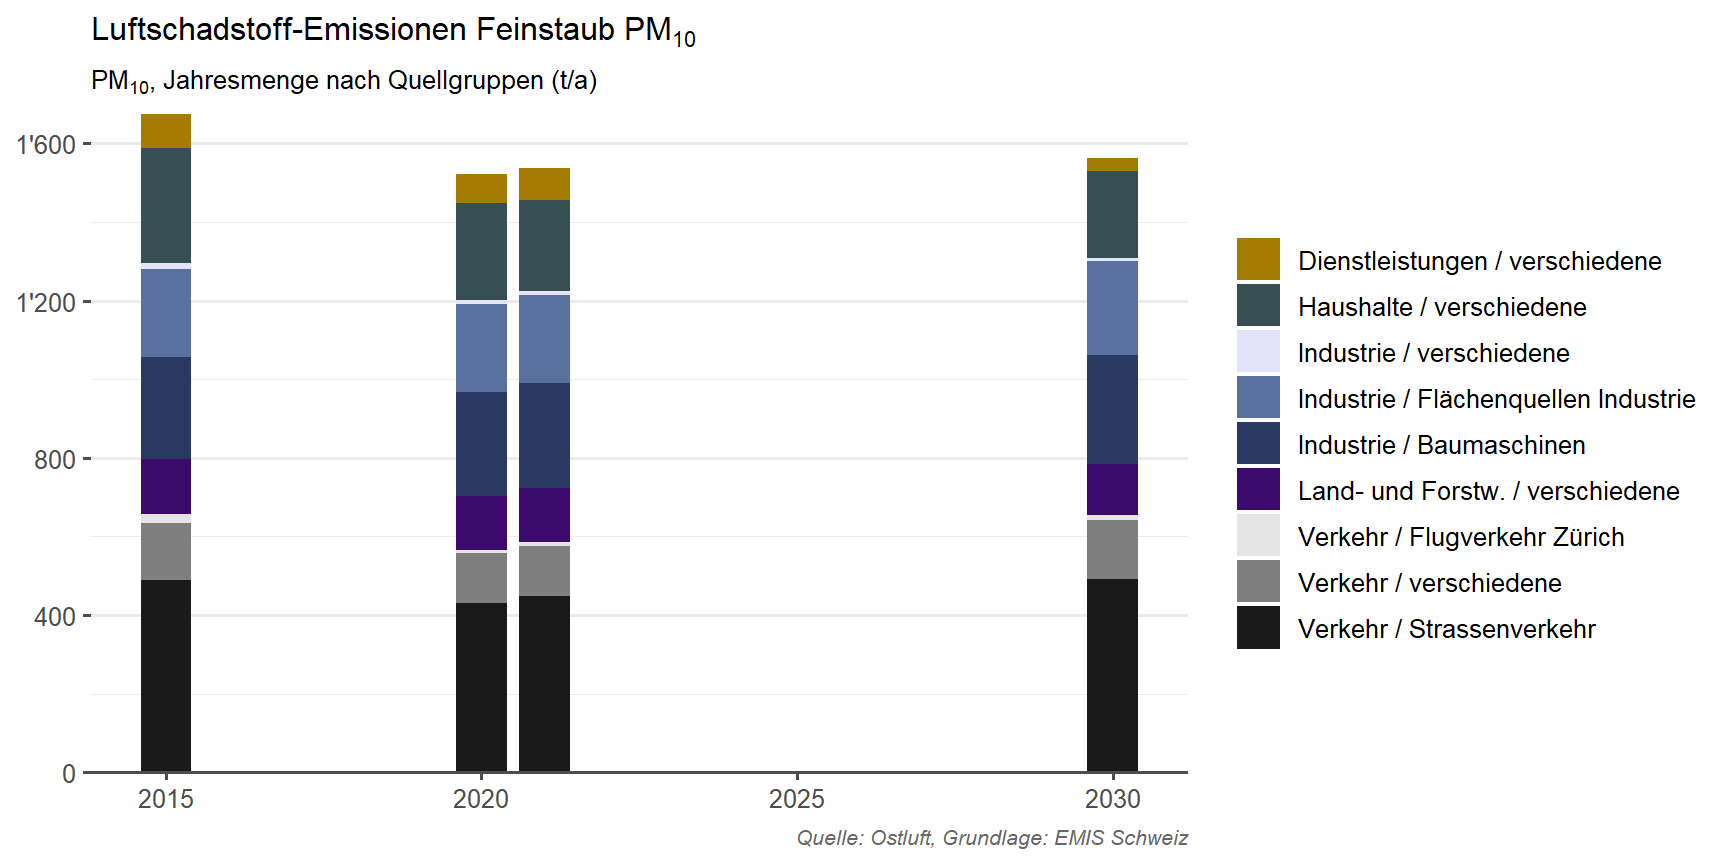 Luftschadstoff-Emissionen Feinstaub PM₁₀
PM₁₀, Jahresmenge nach Quellgruppen (t/a)
1'600
1'200
800
400
0
2015 2020 2025 2030
Dienstleistungen / verschiedene
Haushalte / verschiedene
Industrie / verschiedene
Industrie / Flächenquellen Industrie
Industrie / Baumaschinen
Land- und Forstw. / verschiedene
Verkehr / Flugverkehr Zürich
Verkehr / verschiedene
Verkehr / Strassenverkehr
Quelle: Ostluft, Grundlage: EMIS Schweiz